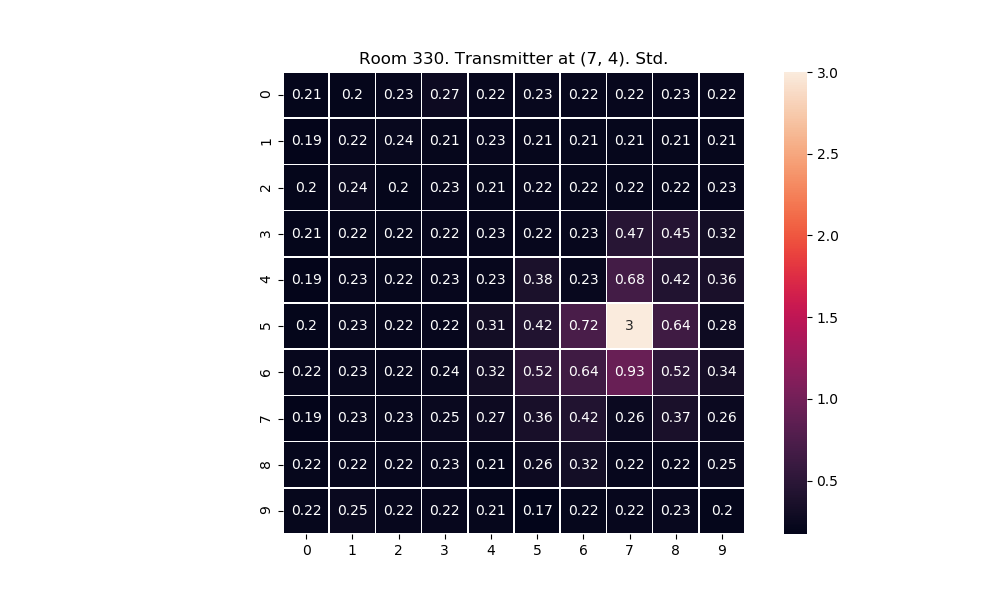 Room 330. Transmitter at (7, 4). Std.
0 0.21 0.2 0.23 0.27 0.22 0.23 0.22 0.22 0.23 0.22
1 0.19 0.22 0.24 0.21 0.23 0.21 0.21 0.21 0.21 0.21
2 0.2 0.24 0.2 0.23 0.21 0.22 0.22 0.22 0.22 0.23
3 0.21 0.22 0.22 0.22 0.23 0.22 0.23 0.47 0.45 0.32
4 0.19 0.23 0.22 0.23 0.23 0.38 0.23 0.68 0.42 0.36
5 0.2 0.23 0.22 0.22 0.31 0.42 0.72 3 0.64 0.28
6 0.22 0.23 0.22 0.24 0.32 0.52 0.64 0.93 0.52 0.34
7 0.19 0.23 0.23 0.25 0.27 0.36 0.42 0.26 0.37 0.26
8 0.22 0.22 0.22 0.23 0.21 0.26 0.32 0.22 0.22 0.25
9 0.22 0.25 0.22 0.22 0.21 0.17 0.22 0.22 0.23 0.2
0 1 2 3 4 5 6 7 8 9
3.0
2.5
2.0
1.5
1.0
0.5